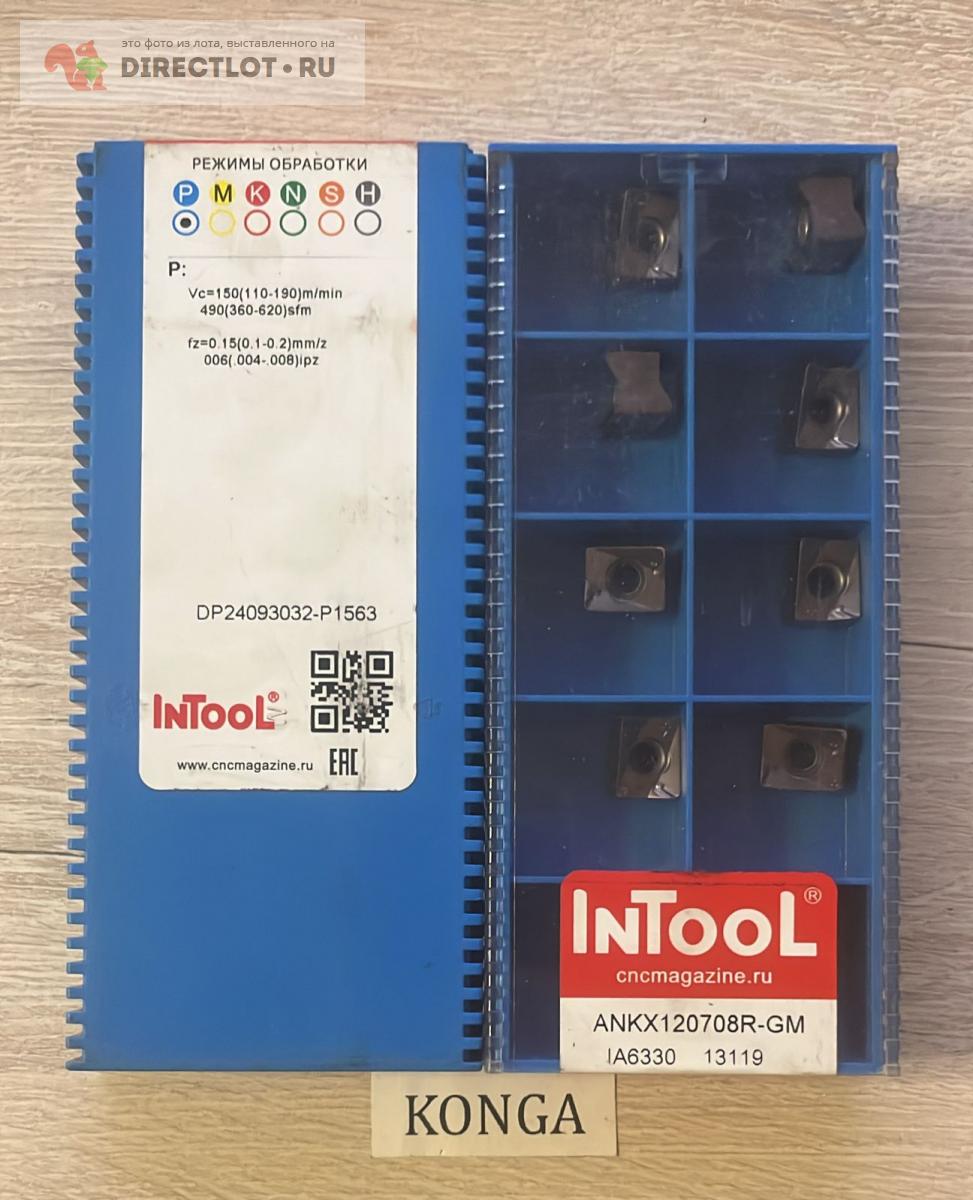 это фото из лота, выставленного на
DIRECTLOT.RU
РЕЖИМЫ ОБРАБОТКИ
P M K N S H
P:
Vc=150(110-190)m/min
490(360-620)sfm
fz=0.15(0.1-0.2)mm/z
006(.004-.008)ipz
DP24093032-P1563
INTOOL®
www.cncmagazine.ru EAC
INTOOL®
cncmagazine.ru
ANKX120708R-GM
IA6330 13119
KONGA